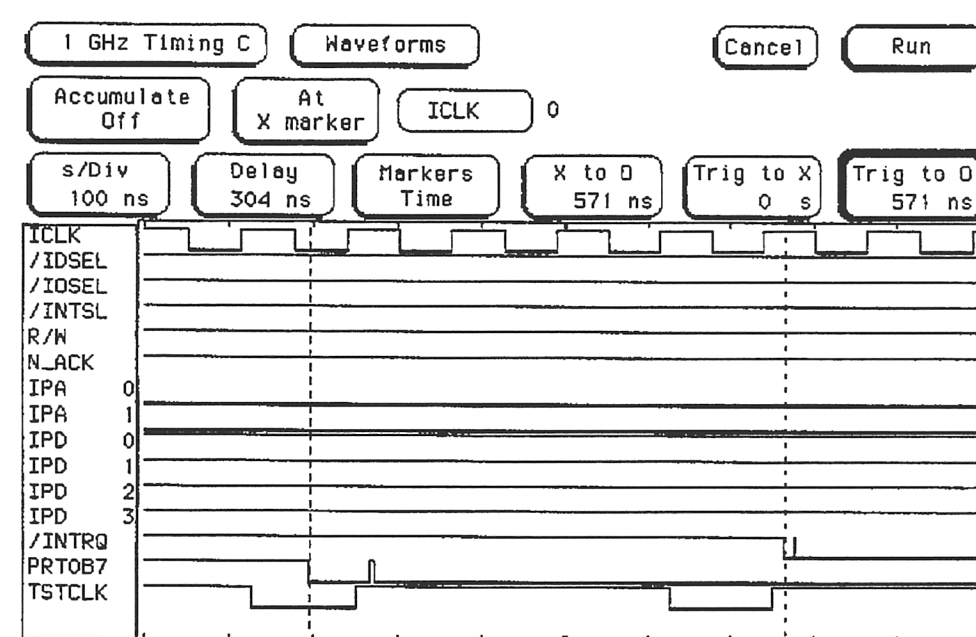 1 GHz Timing C Waveforms Cancel Run
Accumulate Off At X marker ICLK 0
s/Div 100 ns Delay 304 ns Markers Time X to O 571 ns Trig to X 0 s Trig to O 571 ns
ICLK
/IDSEL
/IOSEL
/INTSL
R/W
N_ACK
IPA 0
IPA 1
IPD 0
IPD 1
IPD 2
IPD 3
/INTRQ
PRTOB7
TSTCLK